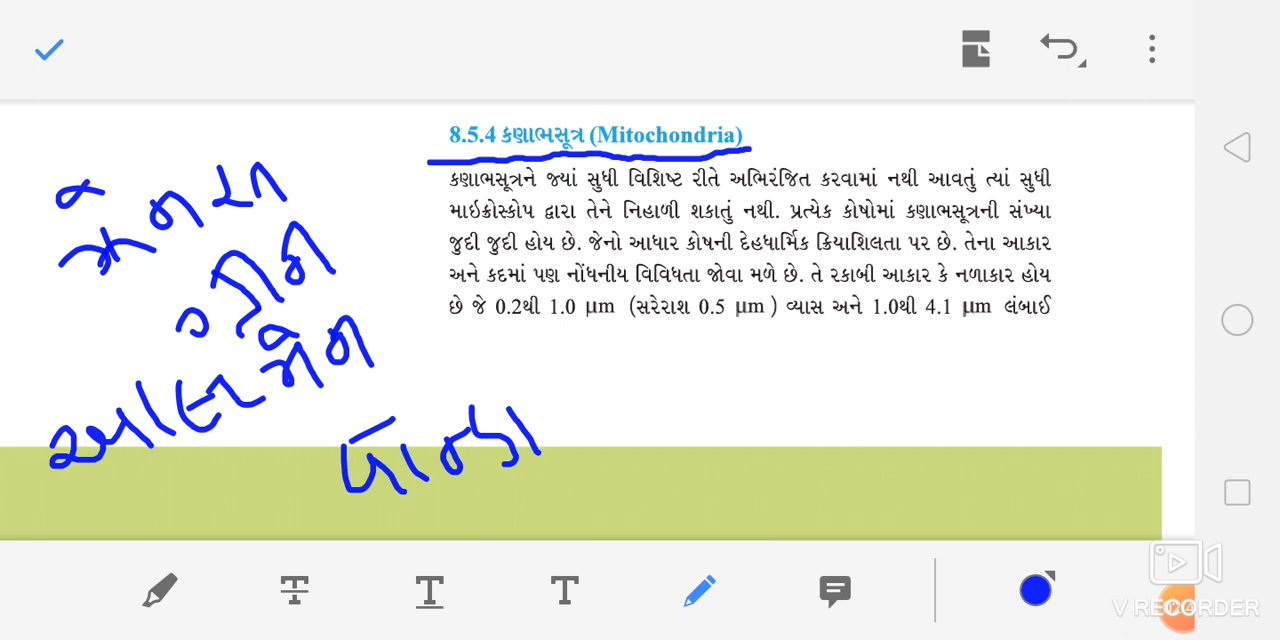 8.5.4 કણાભસૂત્ર (Mitochondria)
કણાભસૂત્રને જ્યાં સુધી વિશિષ્ટ રીતે અભિરંજિત કરવામાં નથી આવતું ત્યાં સુધી
માઇક્રોસ્કોપ દ્વારા તેને નિહાળી શકાતું નથી. પ્રત્યેક કોષોમાં કણાભસૂત્રની સંખ્યા
જુદી જુદી હોય છે. જેનો આધાર કોષની દેહધાર્મિક ક્રિયાશિલતા પર છે. તેના આકાર
અને કદમાં પણ નોંધનીય વિવિધતા જોવા મળે છે. તે રકાબી આકાર કે નળાકાર હોય
છે જે 0.2થી 1.0 μm (સરેરાશ 0.5 μm ) વ્યાસ અને 1.0થી 4.1 μm લંબાઈ
ગ્રીન
V RECORDER